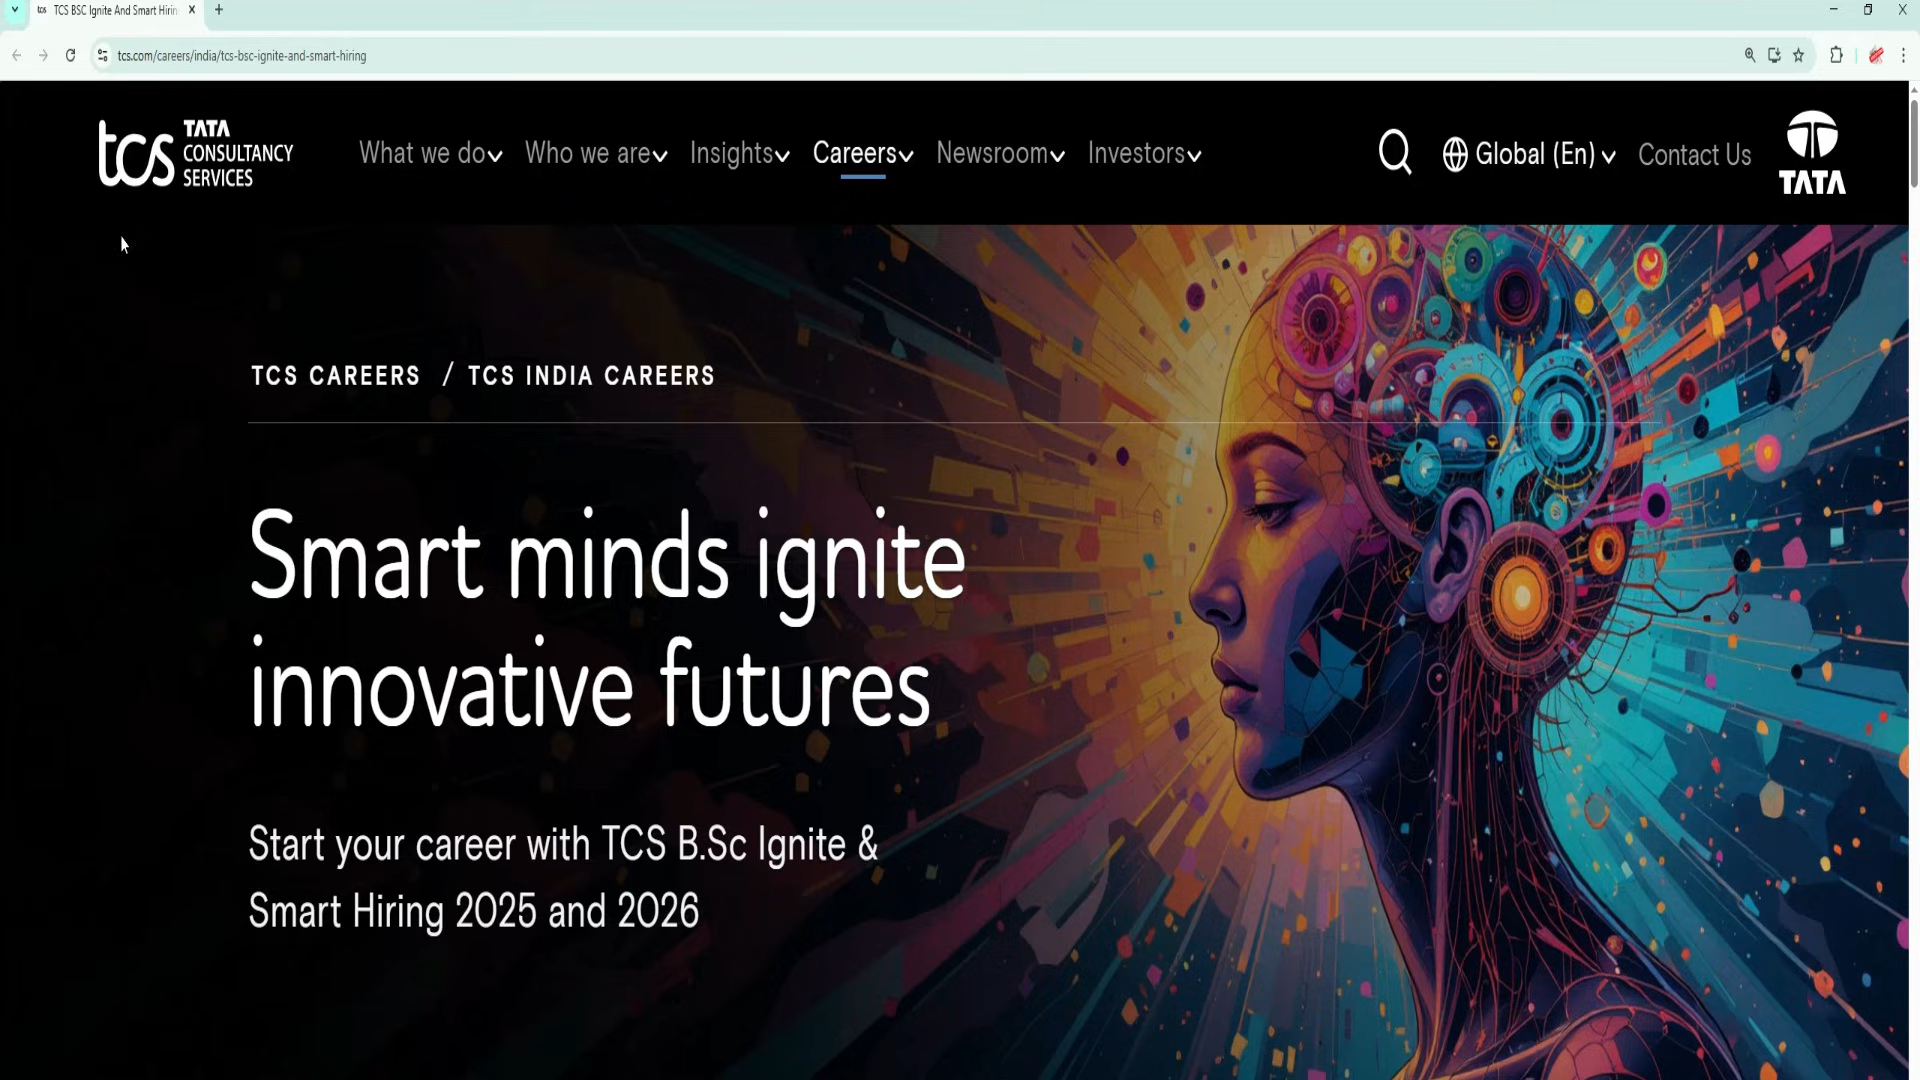 TCS BSC Ignite And Smart Hirin
tcs.com/careers/india/tcs-bsc-ignite-and-smart-hiring
tcs TATA CONSULTANCY SERVICES
What we do Who we are Insights Careers Newsroom Investors
Global (En) Contact Us
TATA
TCS CAREERS / TCS INDIA CAREERS
Smart minds ignite
innovative futures
Start your career with TCS B.Sc Ignite &
Smart Hiring 2025 and 2026